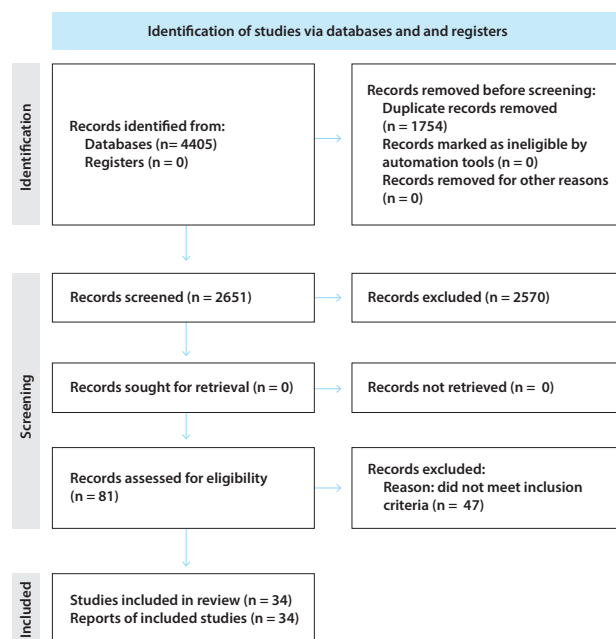 Identification of studies via databases and and registers
Identification
Records identified from:
Databases (n= 4405)
Registers (n = 0)
Records removed before screening:
Duplicate records removed
(n = 1754)
Records marked as ineligible by
automation tools (n = 0)
Records removed for other reasons
(n = 0)
Screening
Records screened (n = 2651)
Records excluded (n = 2570)
Records sought for retrieval (n = 0)
Records not retrieved (n = 0)
Records assessed for eligibility
(n = 81)
Records excluded:
Reason: did not meet inclusion
criteria (n = 47)
Included
Studies included in review (n = 34)
Reports of included studies (n = 34)